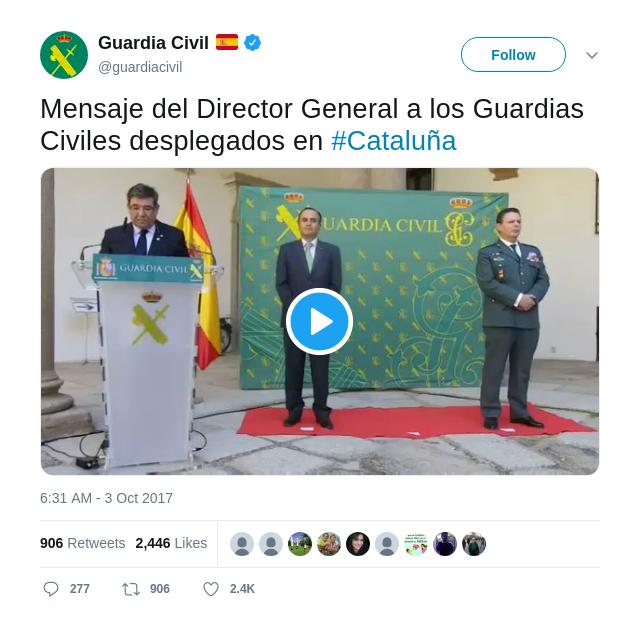 Guardia Civil
@guardiacivil
Follow
Mensaje del Director General a los Guardias
Civiles desplegados en #Cataluña
GUARDIA CIVIL
GUARDIA CIVIL
6:31 AM - 3 Oct 2017
906 Retweets 2,446 Likes
277 906 2.4K